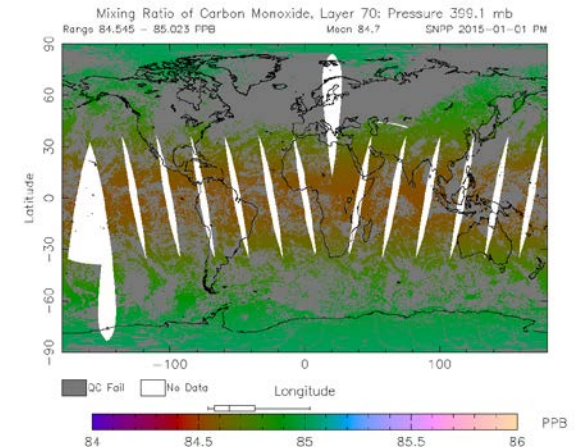 Mixing Ratio of Carbon Monoxide, Layer 70: Pressure 399.1 mb
Range 84.545 – 85.023 PPB Mean 84.7 SNPP 2015-01-01 PM
90
60
30
0
−30
−60
−90
Latitude
−100 0 100
Longitude
QC Fail No Data
PPB
84 84.5 85 85.5 86